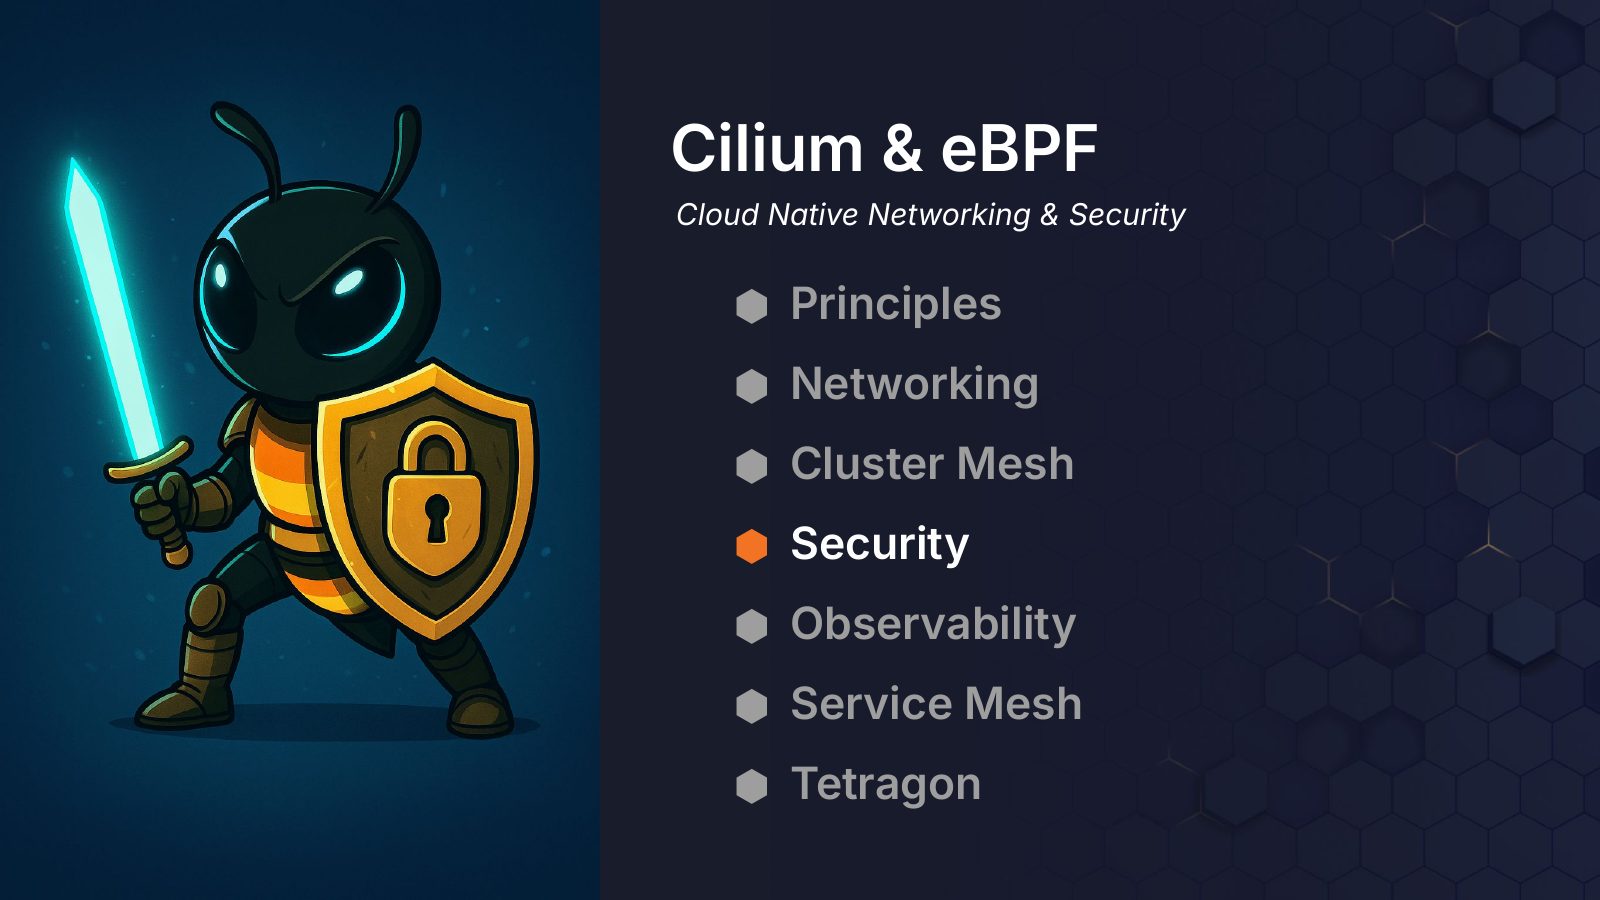 Cilium & eBPF
Cloud Native Networking & Security
Principles
Networking
Cluster Mesh
Security
Observability
Service Mesh
Tetragon